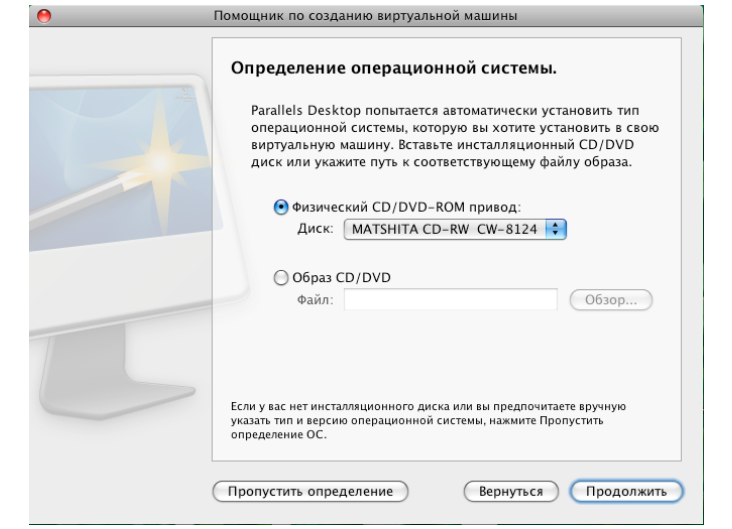 Помощник по созданию виртуальной машины
Определение операционной системы.
Parallels Desktop попытается автоматически установить тип
операционной системы, которую вы хотите установить в свою
виртуальную машину. Вставьте инсталляционный CD/DVD
диск или укажите путь к соответствующему файлу образа.
Физический CD/DVD-ROM привод:
Диск: MATSHITA CD-RW CW-8124
Образ CD/DVD
Файл: Обзор...
Если у вас нет инсталляционного диска или вы предпочитаете вручную
указать тип и версию операционной системы, нажмите Пропустить
определение ОС.
Пропустить определение Вернуться Продолжить